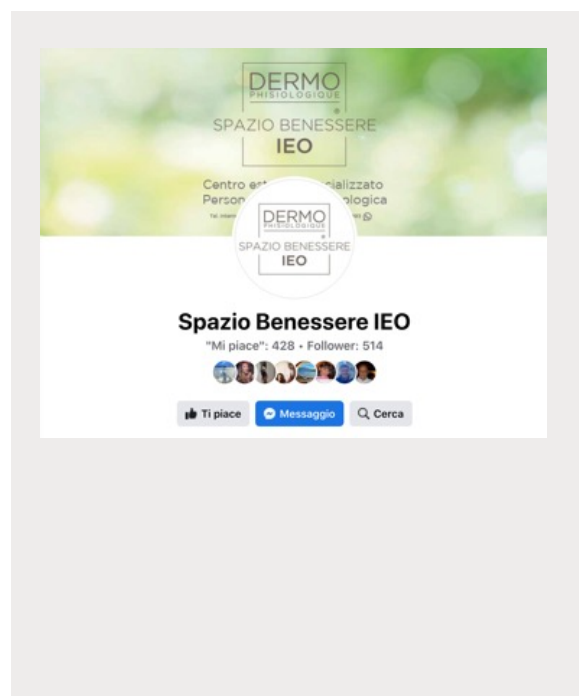 DERMO
PHISIOLOGIQUE
SPAZIO BENESSERE
IEO
Centro
Person
DERMO
PHISIOLOGIQUE
SPAZIO BENESSERE
IEO
Spazio Benessere IEO
"Mi piace": 428 • Follower: 514
Ti piace
Messaggio
Cerca